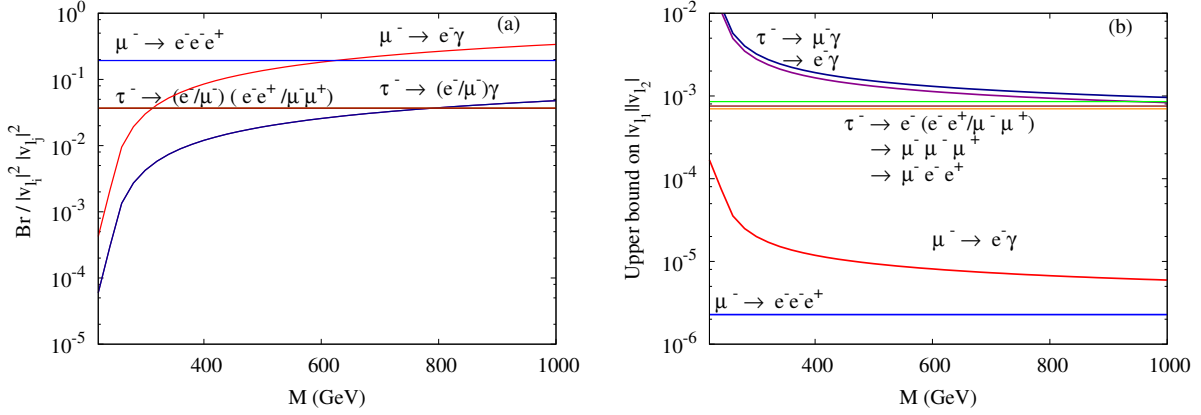 (a)
μ⁻ → e⁻e⁻e⁺
μ⁻ → e⁻γ
τ⁻ → (e⁻/μ⁻) (e⁻e⁺/μ⁻μ⁺)
τ⁻ → (e⁻/μ⁻)γ
Br / |v_{l_i}|² |v_{l_j}|²
10⁰
10⁻¹
10⁻²
10⁻³
10⁻⁴
10⁻⁵
400 600 800 1000
M (GeV)
(b)
τ⁻ → μ⁻γ
→ e⁻γ
τ⁻ → e⁻ (e⁻e⁺/μ⁻ μ⁺)
→ μ⁻ μ⁻ μ⁺
→ μ⁻ e⁻ e⁺
μ⁻ → e⁻γ
μ⁻ → e⁻e⁻e⁺
Upper bound on |v_{l_1}||v_{l_2}|
10⁻²
10⁻³
10⁻⁴
10⁻⁵
10⁻⁶
400 600 800 1000
M (GeV)